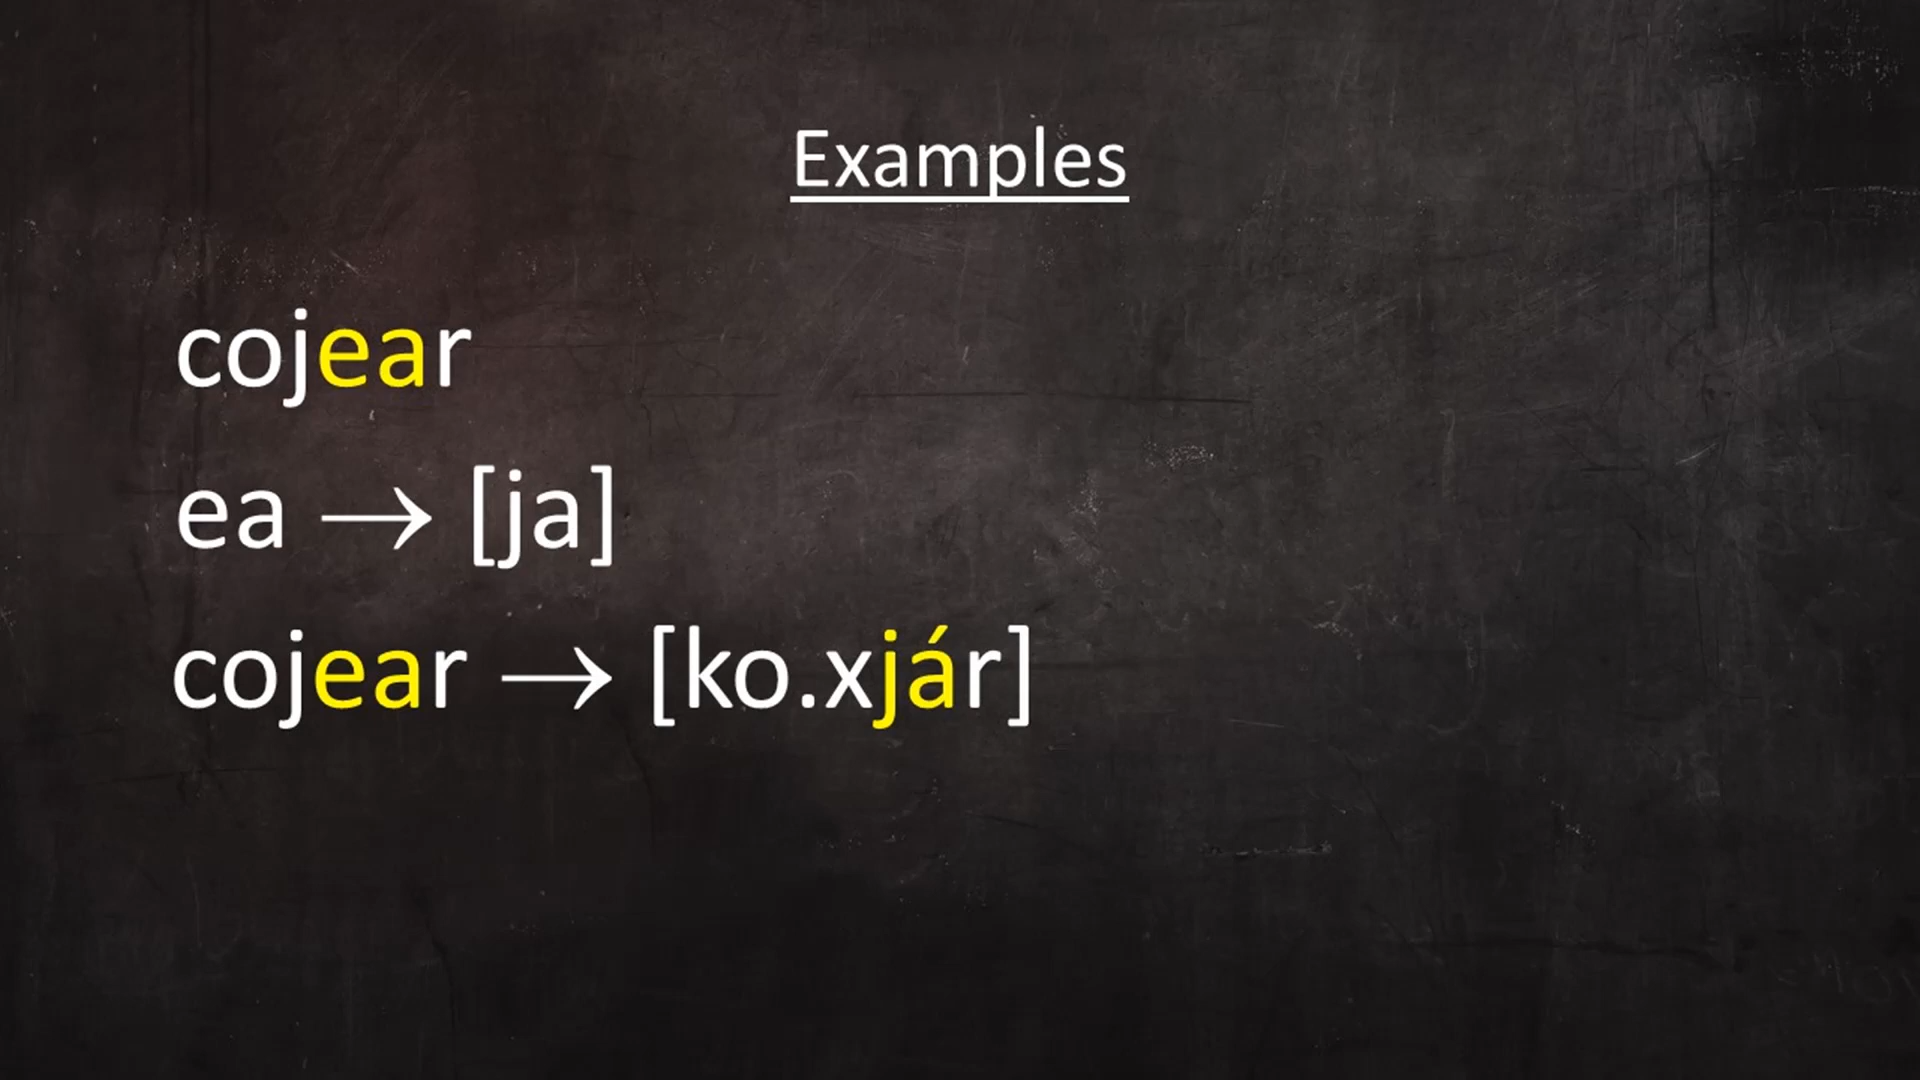 Examples
cojear
ea → [ja]
cojear → [ko.xjár]